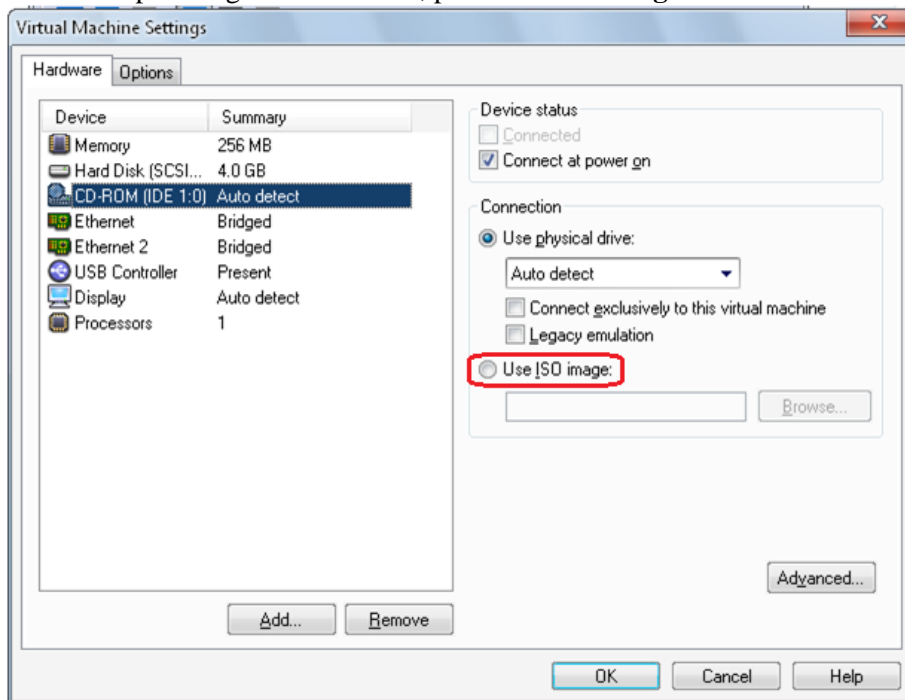 Virtual Machine Settings
Hardware Options
Device Summary
Memory 256 MB
Hard Disk (SCSI... 4.0 GB
CD-ROM (IDE 1:0) Auto detect
Ethernet Bridged
Ethernet 2 Bridged
USB Controller Present
Display Auto detect
Processors 1
Add... Remove
Device status
Connected
Connect at power on
Connection
Use physical drive:
Auto detect
Connect exclusively to this virtual machine
Legacy emulation
Use ISO image:
Browse...
Advanced...
OK Cancel Help